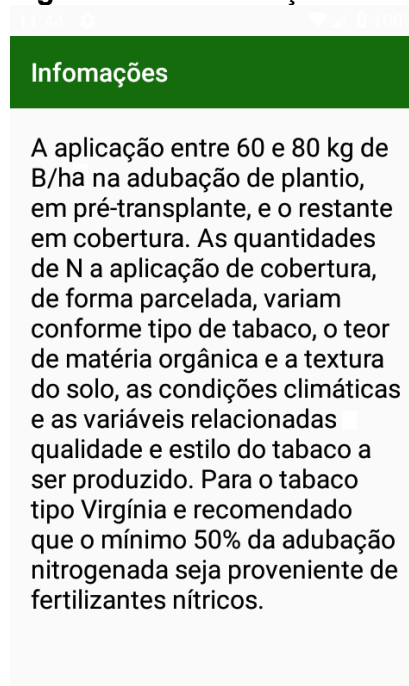 Infomações
A aplicação entre 60 e 80 kg de
B/ha na adubação de plantio,
em pré-transplante, e o restante
em cobertura. As quantidades
de N a aplicação de cobertura,
de forma parcelada, variam
conforme tipo de tabaco, o teor
de matéria orgânica e a textura
do solo, as condições climáticas
e as variáveis relacionadas
qualidade e estilo do tabaco a
ser produzido. Para o tabaco
tipo Virgínia e recomendado
que o mínimo 50% da adubação
nitrogenada seja proveniente de
fertilizantes nítricos.